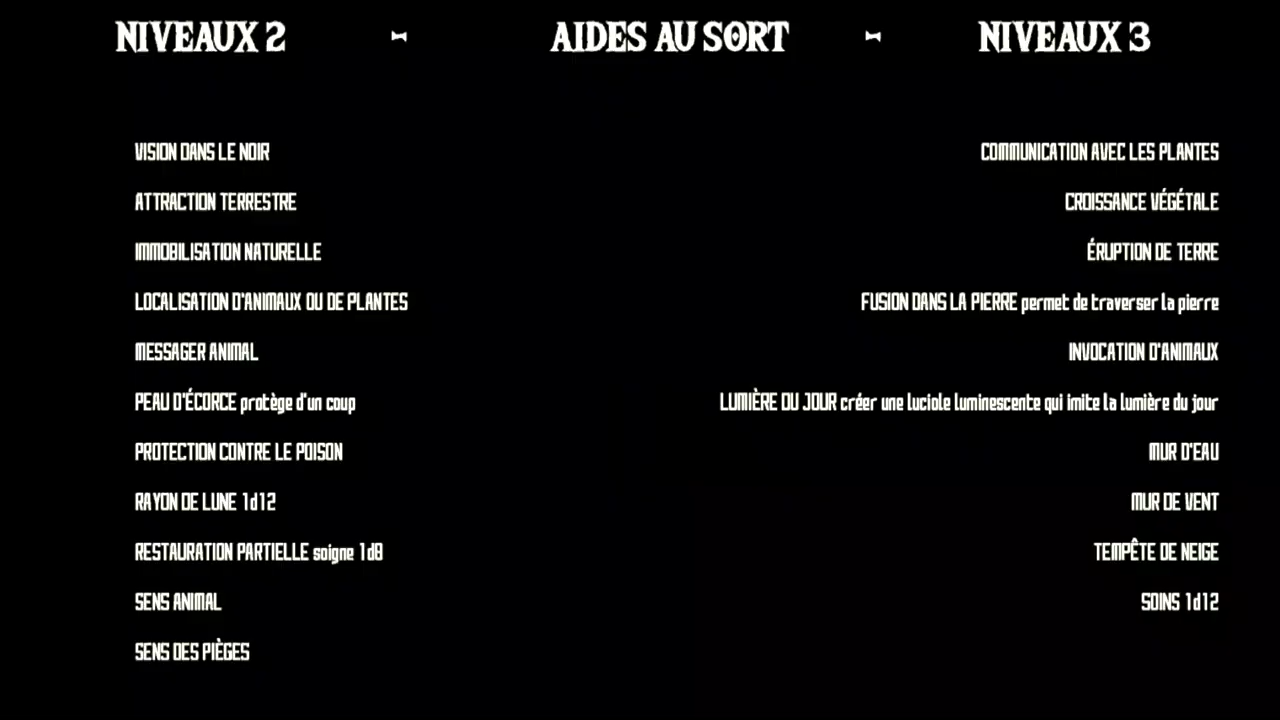 NIVEAUX 2 - AIDES AU SORT - NIVEAUX 3
VISION DANS LE NOIR
ATTRACTION TERRESTRE
IMMOBILISATION NATURELLE
LOCALISATION D'ANIMAUX OU DE PLANTES
MESSAGER ANIMAL
PEAU D'ÉCORCE protège d'un coup
PROTECTION CONTRE LE POISON
RAYON DE LUNE 1d12
RESTAURATION PARTIELLE soigne 1d8
SENS ANIMAL
SENS DES PIÈGES
COMMUNICATION AVEC LES PLANTES
CROISSANCE VÉGÉTALE
ÉRUPTION DE TERRE
FUSION DANS LA PIERRE permet de traverser la pierre
INVOCATION D'ANIMAUX
LUMIÈRE DU JOUR créer une luciole luminescente qui imite la lumière du jour
MUR D'EAU
MUR DE VENT
TEMPÊTE DE NEIGE
SOINS 1d12